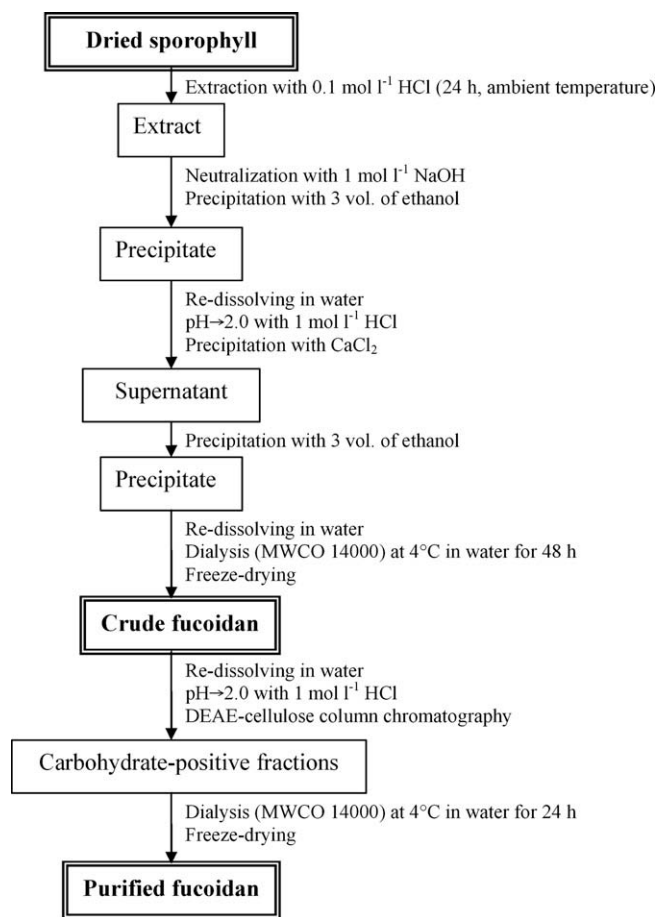 Dried sporophyll
Extraction with 0.1 mol l⁻¹ HCl (24 h, ambient temperature)
Extract
Neutralization with 1 mol l⁻¹ NaOH
Precipitation with 3 vol. of ethanol
Precipitate
Re-dissolving in water
pH→2.0 with 1 mol l⁻¹ HCl
Precipitation with CaCl₂
Supernatant
Precipitation with 3 vol. of ethanol
Precipitate
Re-dissolving in water
Dialysis (MWCO 14000) at 4°C in water for 48 h
Freeze-drying
Crude fucoidan
Re-dissolving in water
pH→2.0 with 1 mol l⁻¹ HCl
DEAE-cellulose column chromatography
Carbohydrate-positive fractions
Dialysis (MWCO 14000) at 4°C in water for 24 h
Freeze-drying
Purified fucoidan